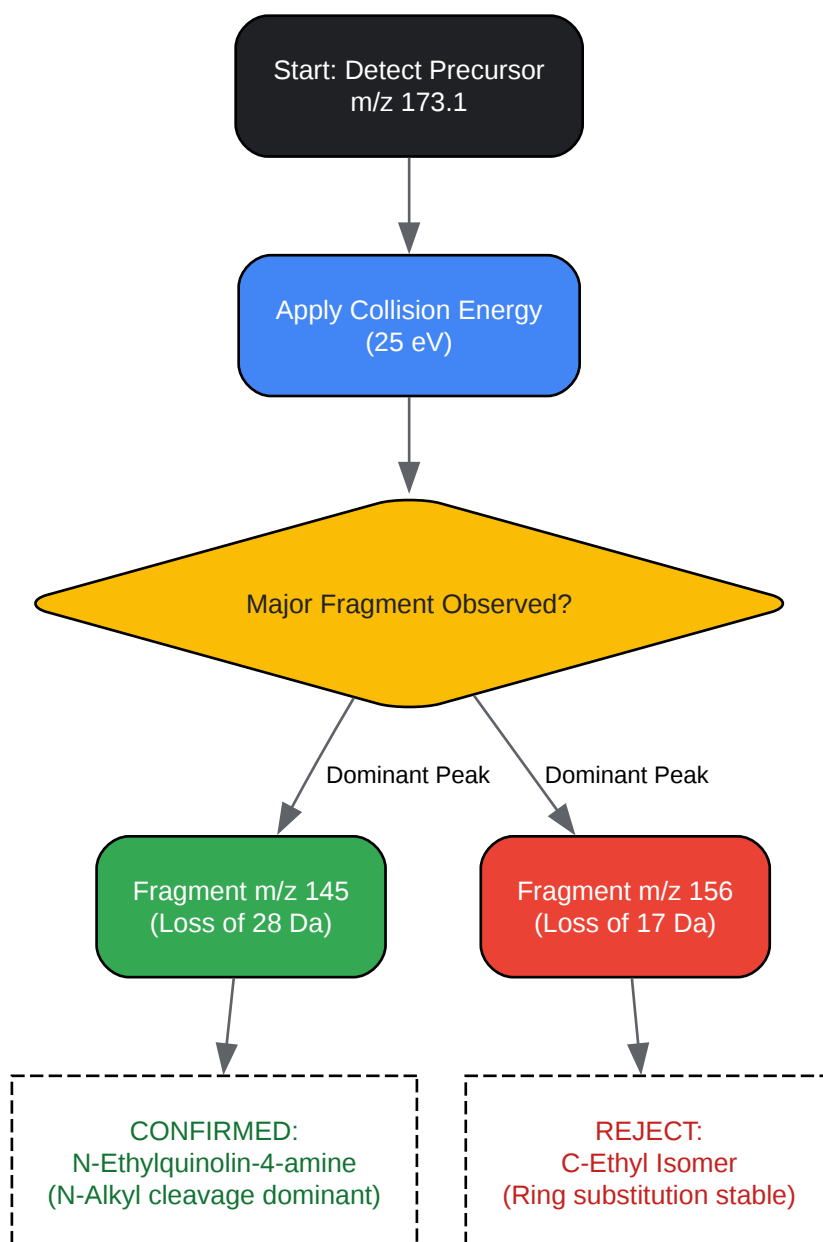 Start: Detect Precursor
m/z 173.1
Apply Collision Energy
(25 eV)
Major Fragment Observed?
Dominant Peak
Dominant Peak
Fragment m/z 145
(Loss of 28 Da)
Fragment m/z 156
(Loss of 17 Da)
CONFIRMED:
N-Ethylquinolin-4-amine
(N-Alkyl cleavage dominant)
REJECT:
C-Ethyl Isomer
(Ring substitution stable)